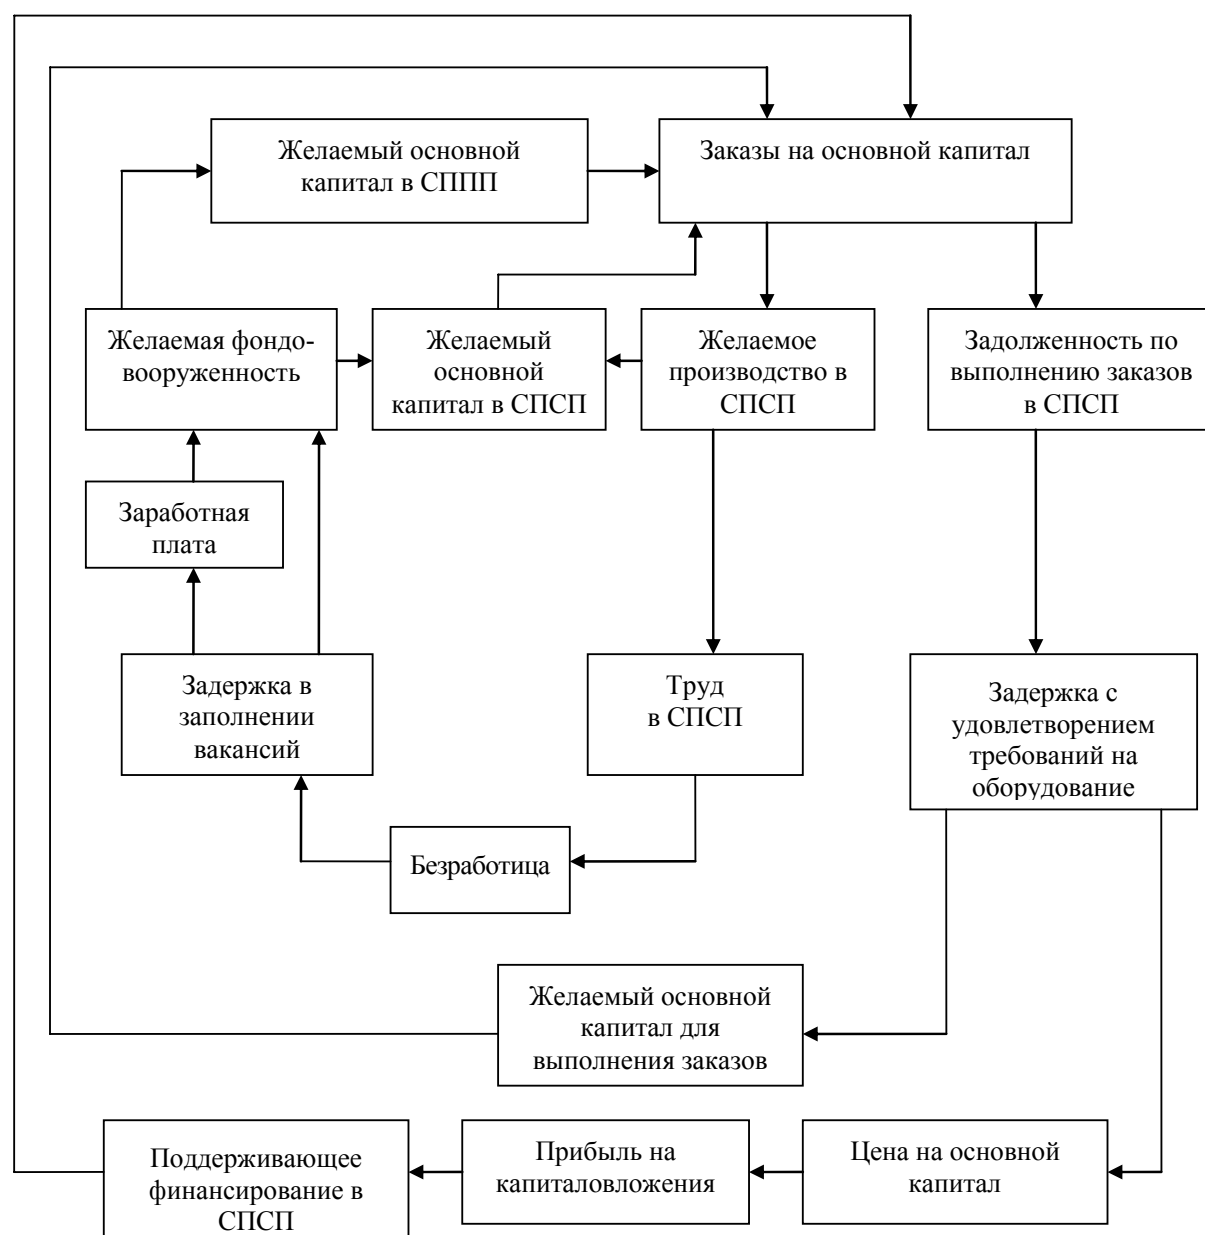 Желаемый основной
капитал в СППП
Заказы на основной капитал
Желаемая фондо-
вооруженность
Желаемый
основной
капитал в СПСП
Желаемое
производство в
СПСП
Задолженность по
выполнению заказов
в СПСП
Заработная
плата
Задержка в
заполнении
вакансий
Труд
в СПСП
Задержка с
удовлетворением
требований на
оборудование
Безработица
Желаемый основной
капитал для
выполнения заказов
Поддерживающее
финансирование в
СПСП
Прибыль на
капиталовложения
Цена на основной
капитал